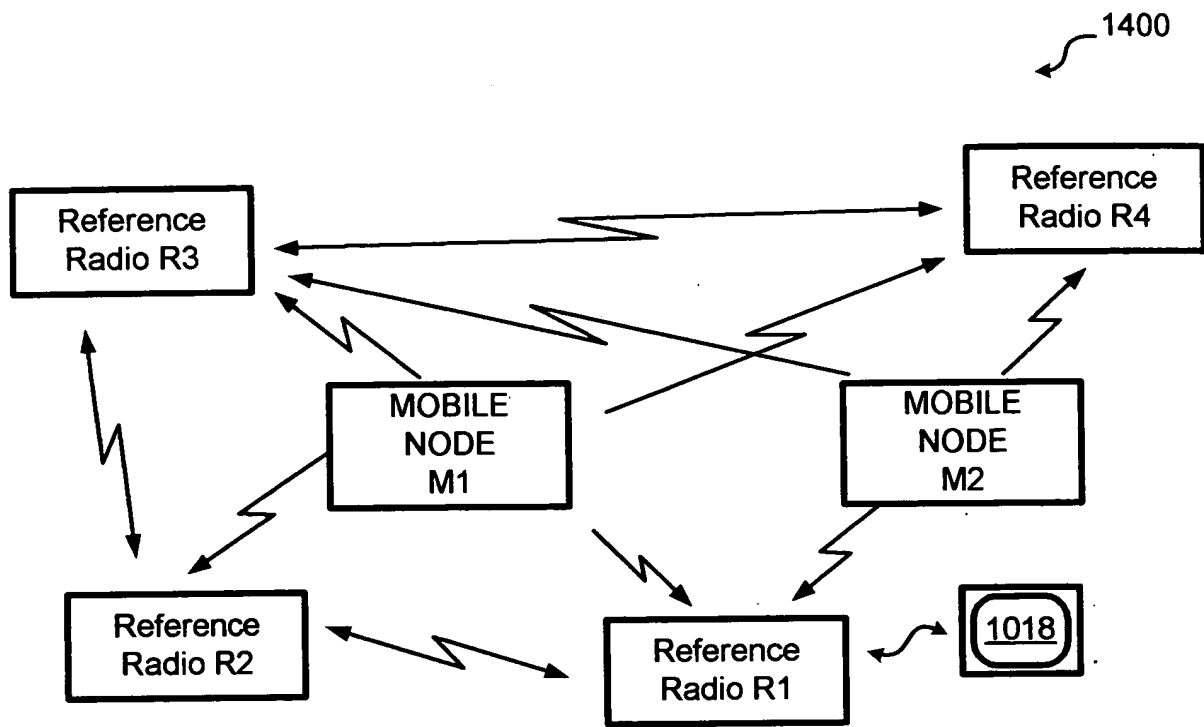 1400
Reference
Radio R4
Reference
Radio R3
MOBILE
NODE
M1
MOBILE
NODE
M2
Reference
Radio R2
Reference
Radio R1
1018